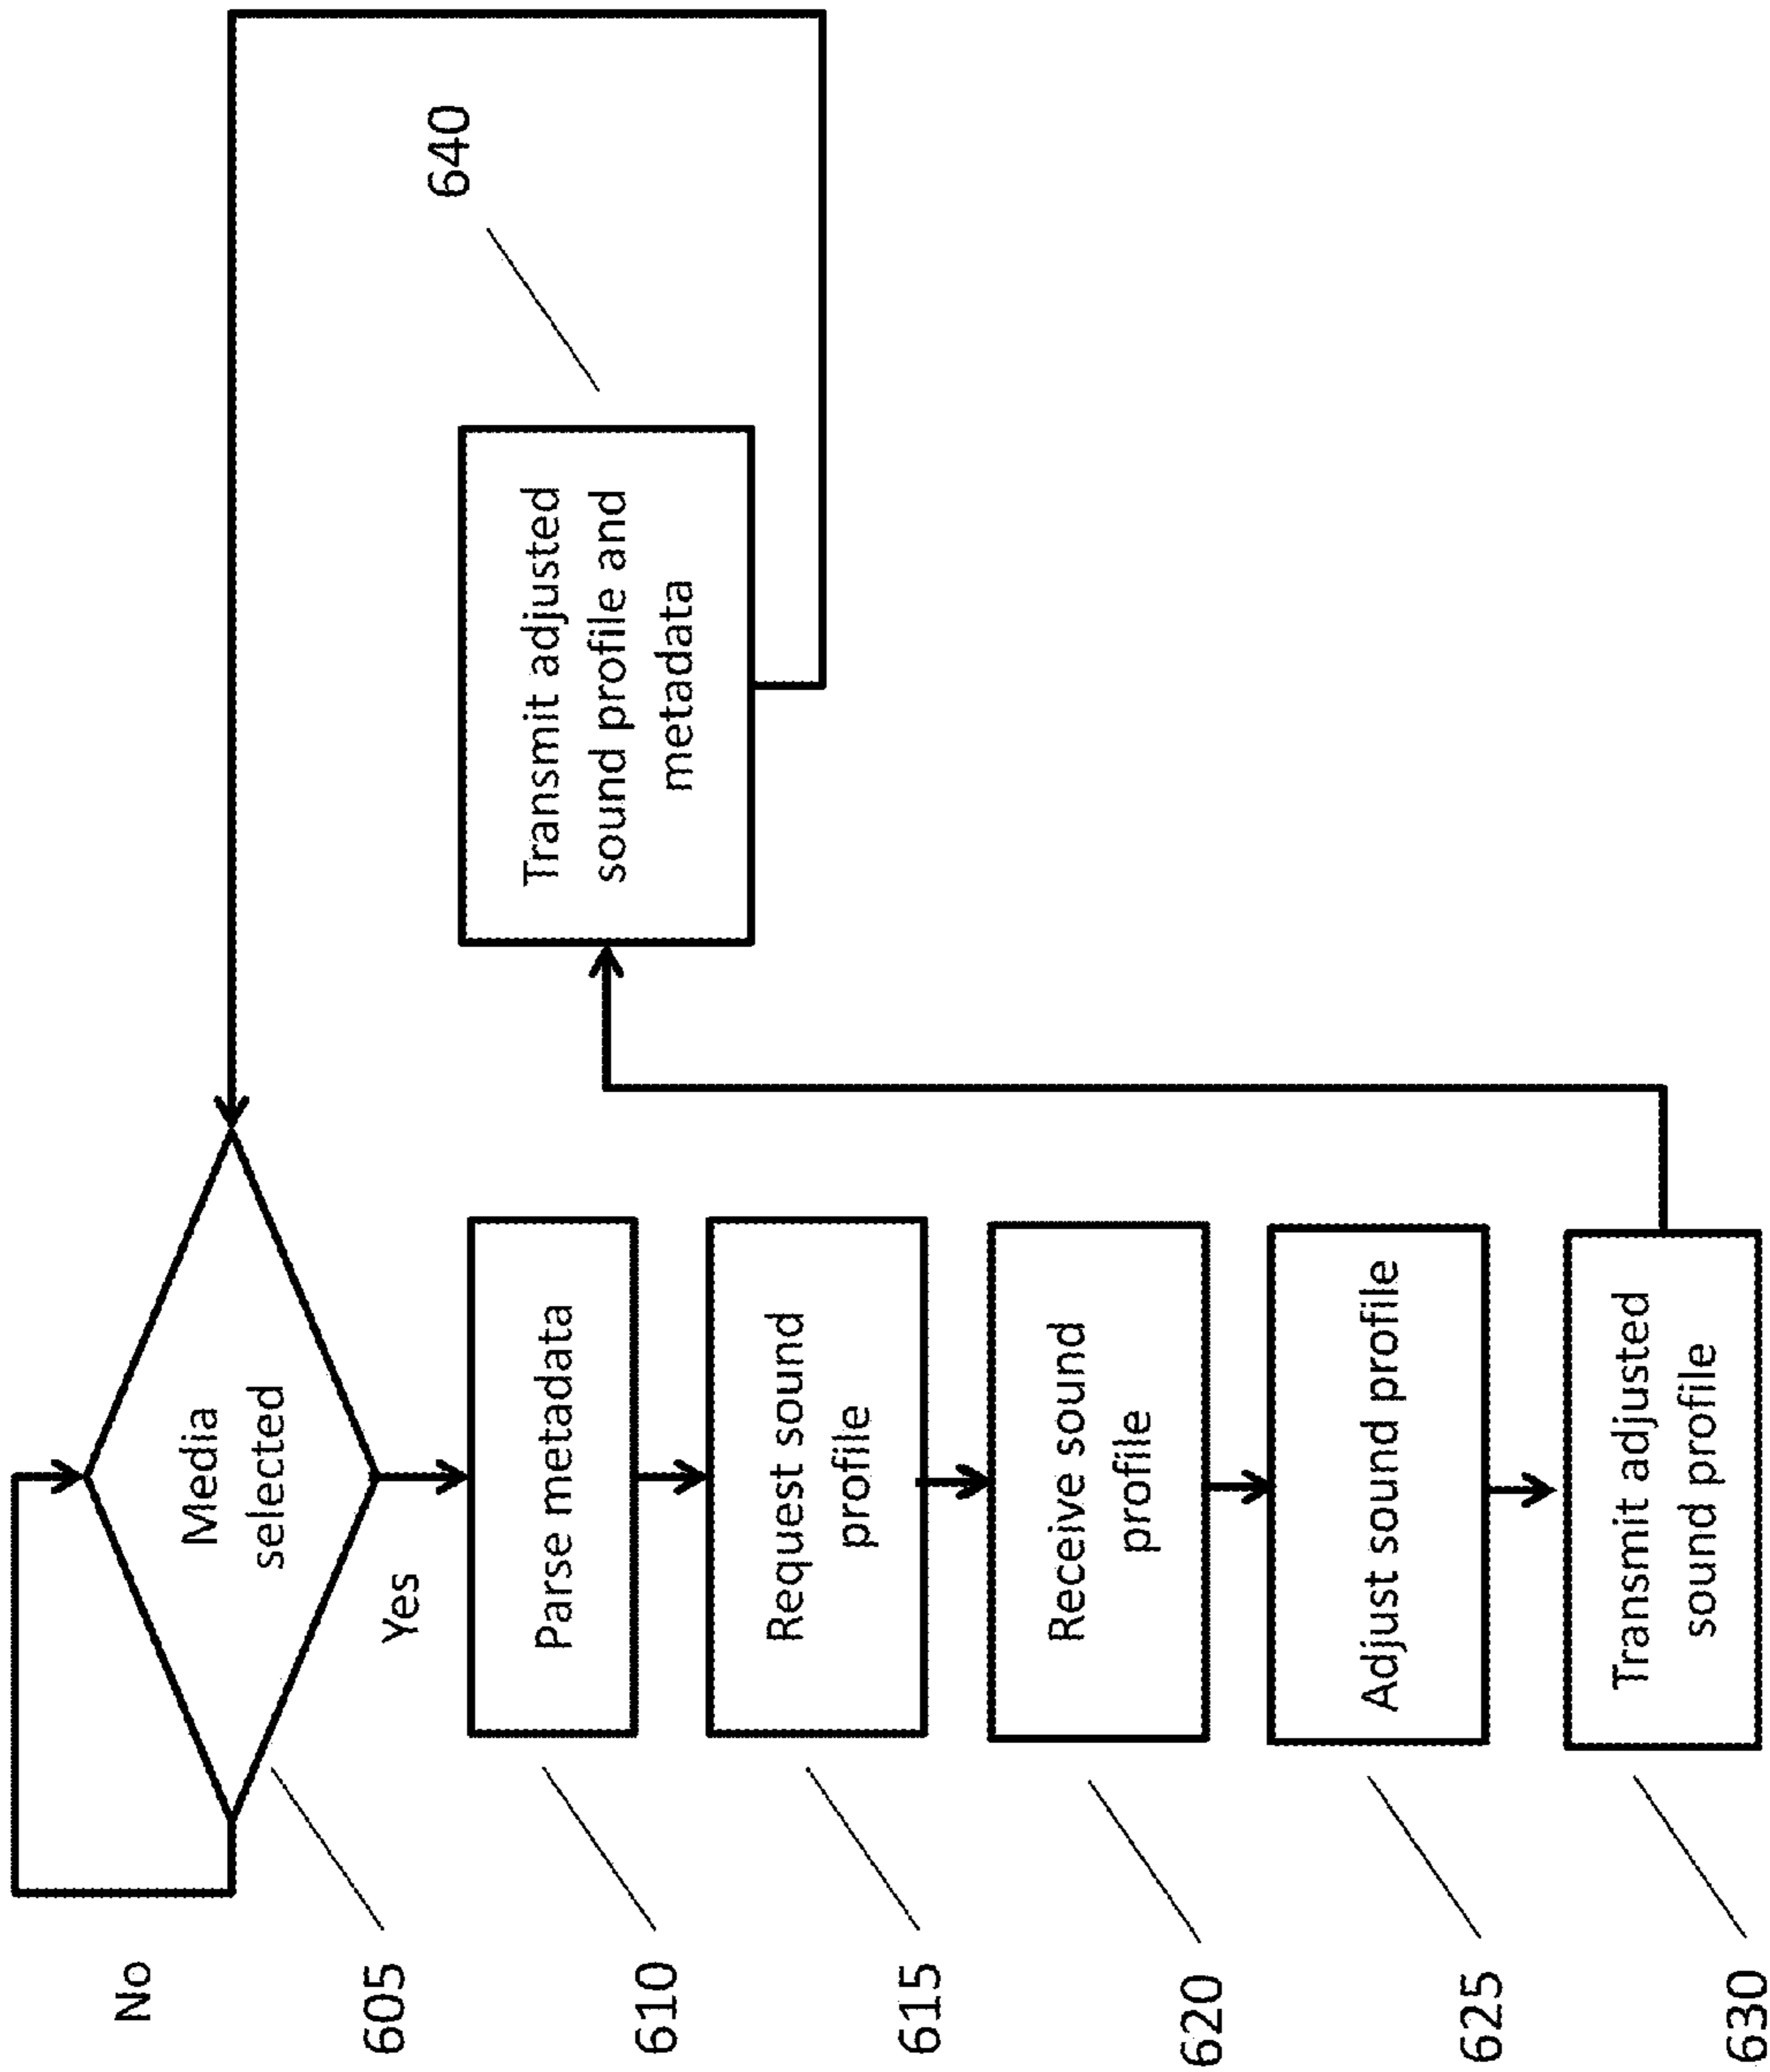 No
Media
selected
605
Yes
Parse metadata
610
Request sound
profile
615
Receive sound
profile
620
Adjust sound profile
625
Transmit adjusted
sound profile
630
Transmit adjusted
sound profile and
metadata
640